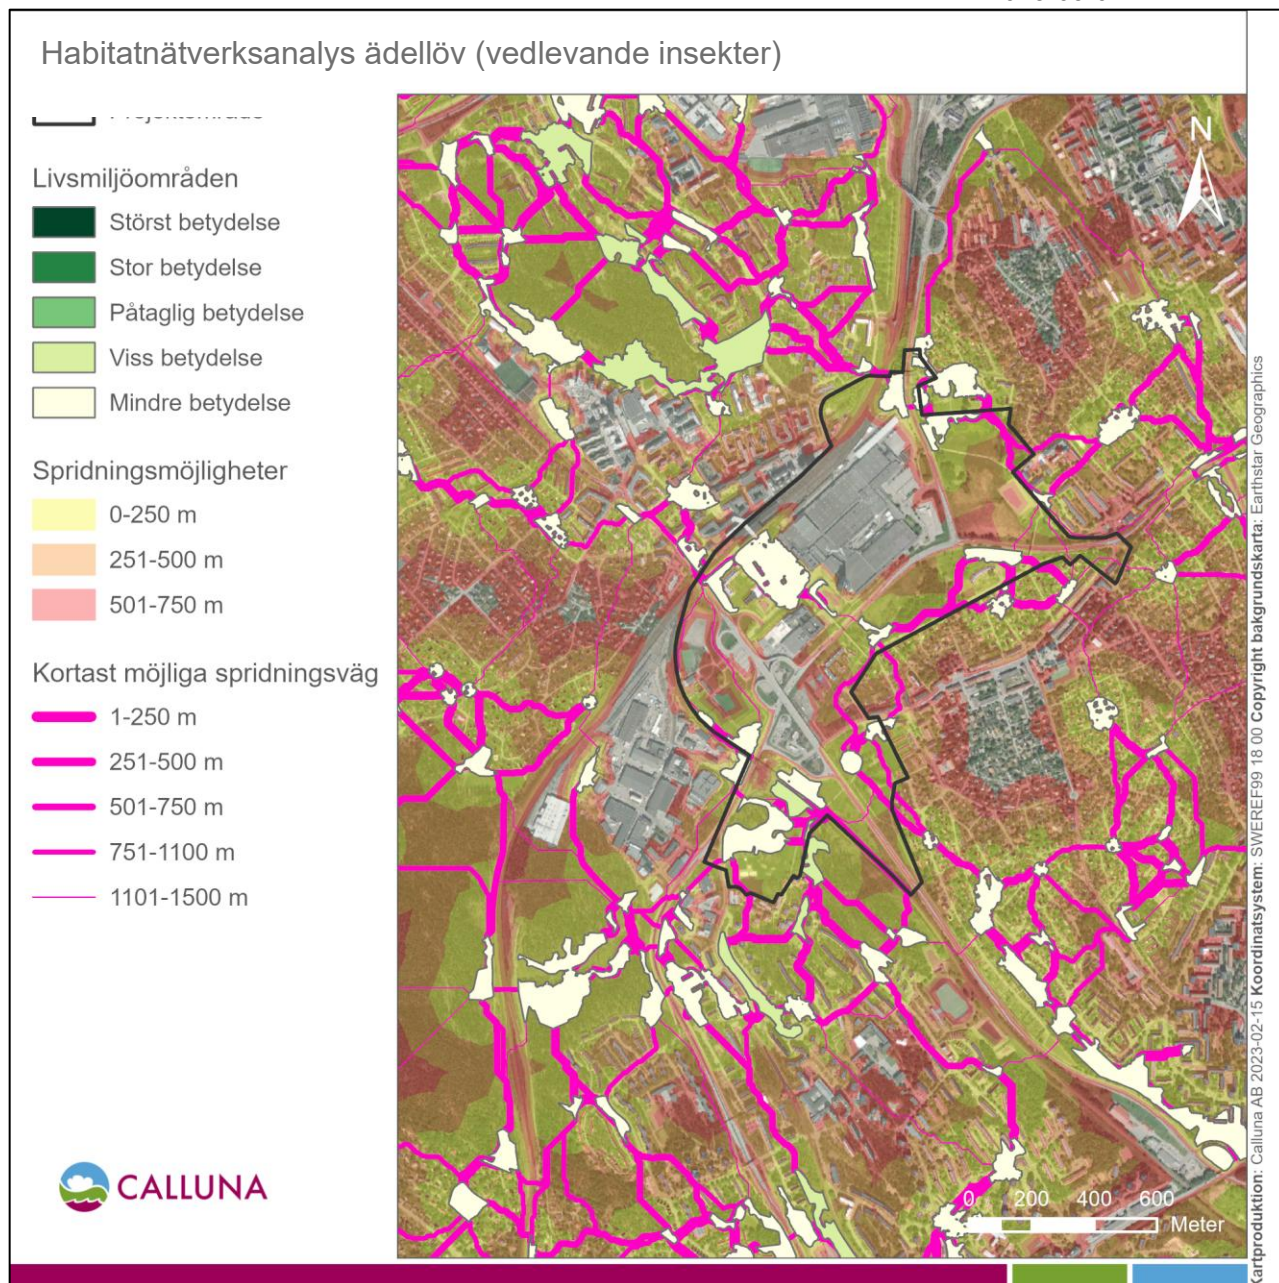 Habitatnätverksanalys ädellöv (vedlevande insekter)
Livsmiljöområden
Störst betydelse
Stor betydelse
Påtaglig betydelse
Viss betydelse
Mindre betydelse
Spridningsmöjligheter
0-250 m
251-500 m
501-750 m
Kortast möjliga spridningsväg
1-250 m
251-500 m
501-750 m
751-1100 m
1101-1500 m
CALLUNA
N
0 200 400 600
Meter
Kartproduktion: Calluna AB 2023-02-15 Koordinatsystem: SWEREF99 18 00 Copyright bakgrundskarta: Earthstar Geographics